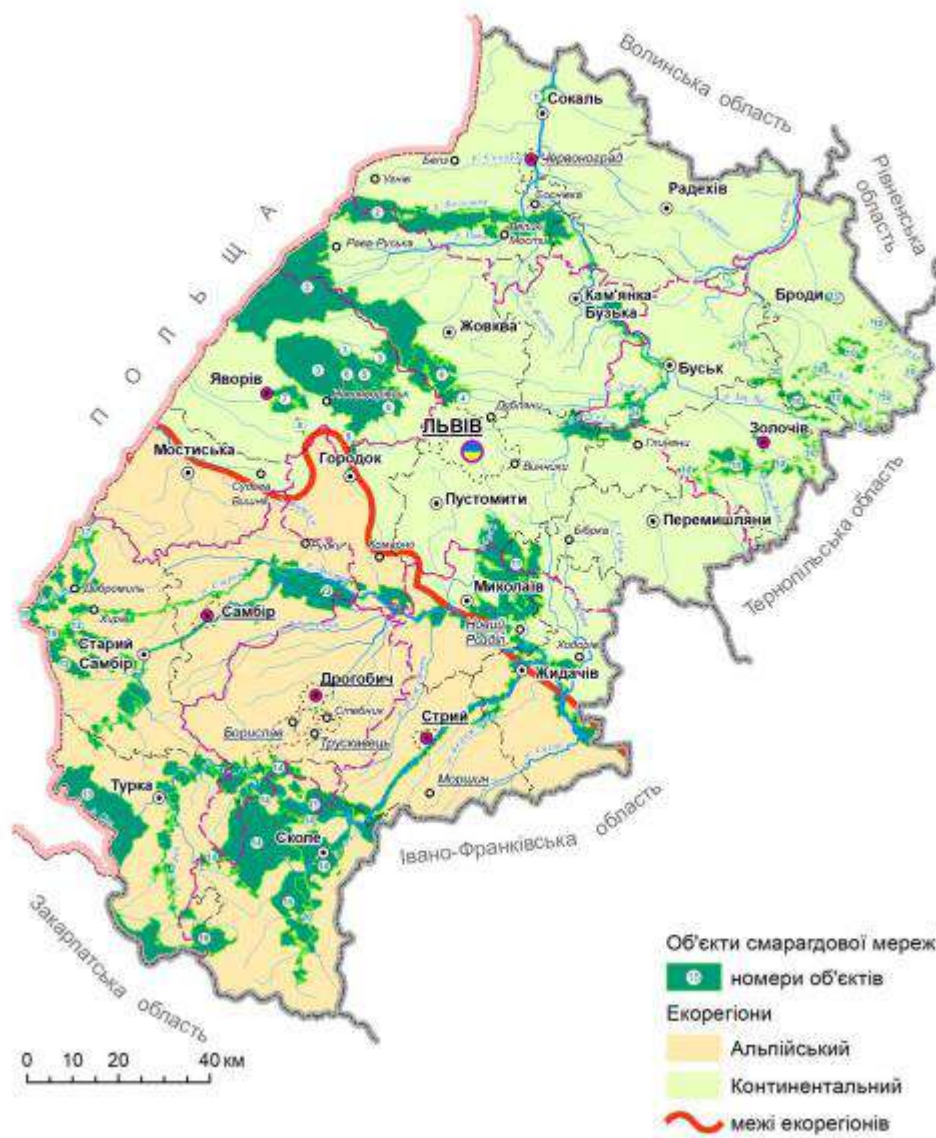 Волинська область
Рівненська область
ПОЛЬЩА
Сокаль
Белз
Червоноград
Угнів
Соснівка
Радехів
Великі Мости
Рава-Руська
Кам'янка-Бузька
Броди
Жовква
Буськ
Яворів
Новояворівськ
Дубляни
ЛЬВІВ
Золочів
Глиняни
Мостиська
Городок
Винники
Судова Вишня
Пустомити
Перемишляни
Бібрка
Рудки
Комарно
Тернопільська область
Добромиль
Миколаїв
Хирів
Самбір
Новий Розділ
Старий Самбір
Ходорів
Жидачів
Дрогобич
Стебник
Стрий
Борислав
Трускавець
Турка
Моршин
Сколе
Івано-Франківська область
Закарпатська область
Об'єкти смарагдової мереж
номери об'єктів
Екорегіони
Альпійський
Континентальний
межі екорегіонів
0 10 20 40 км